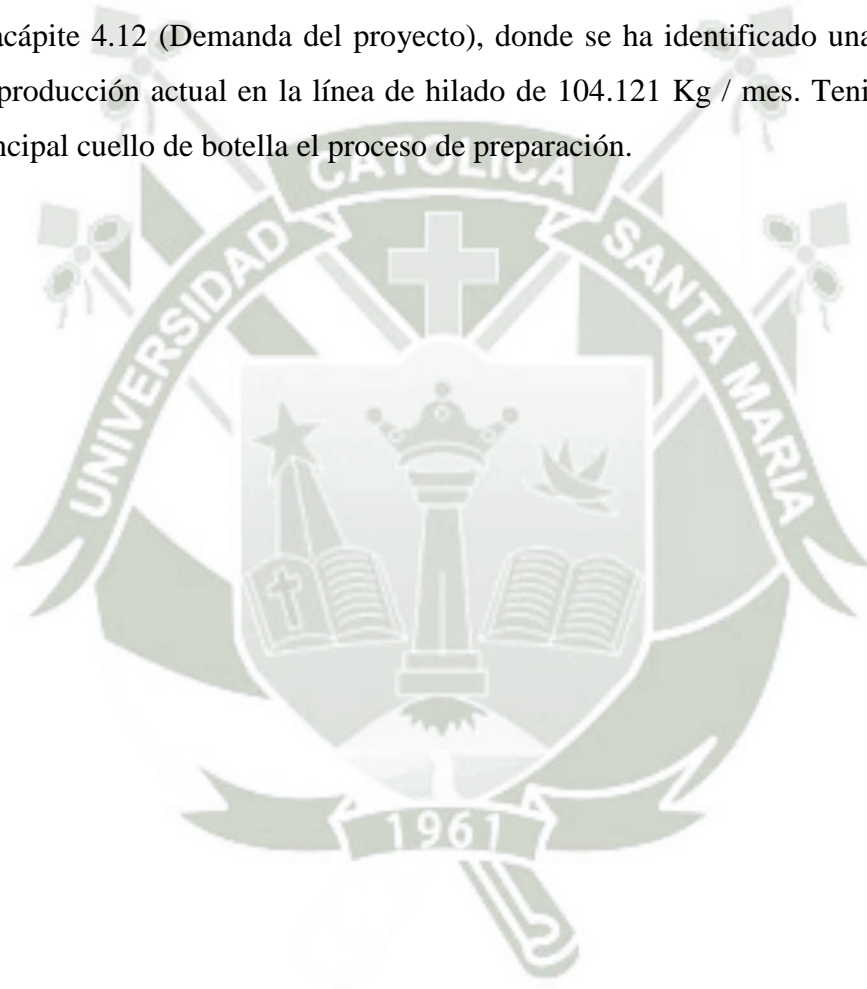 acápite 4.12 (Demanda del proyecto), donde se ha identificado una
producción actual en la línea de hilado de 104.121 Kg / mes. Teni
ncipal cuello de botella el proceso de preparación.
UNIVERSIDAD CATOLICA SANTA MARIA
1961